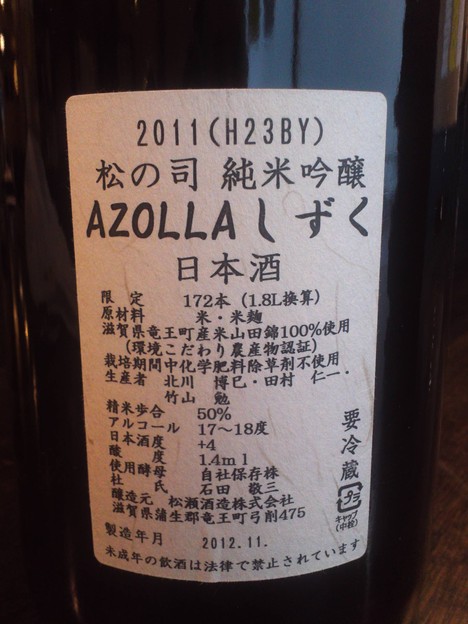 2011(H23BY)
松の司 純米吟醸
AZOLLAしずく
日本酒
限定 172本(1.8L換算)
原材料 米・米麹
滋賀県竜王町産米山田錦100%使用
(環境こだわり農産物認証)
栽培期間中化学肥料除草剤不使用
生産者 北川 博巳・田村 仁一・
竹山 勉
精米歩合 50%
アルコール 17〜18度
日本酒度 +4
酸度 1.4ml
使用酵母 自社保存株
杜氏 石田 敬三
醸造元 松瀬酒造株式会社
滋賀県蒲生郡竜王町弓削475
要冷蔵
プラ
キャップ
(中栓)
製造年月 2012.11.
未成年の飲酒は法律で禁止されています